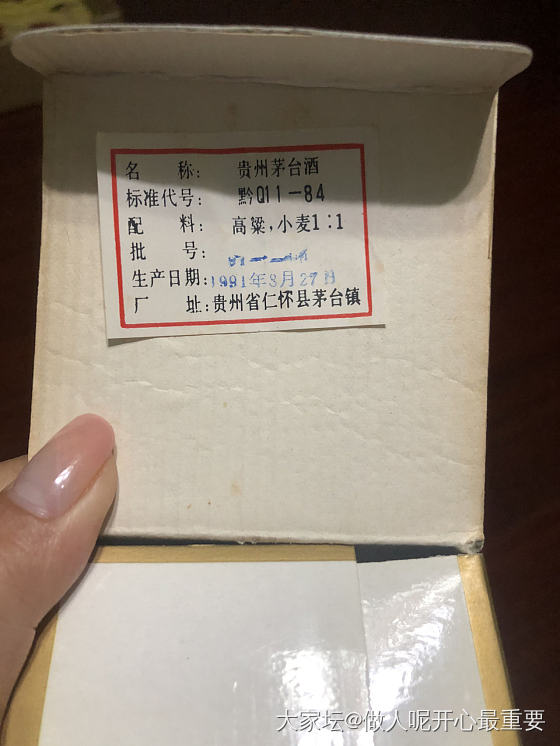 名 称: 贵州茅台酒
标准代号: 黔Q11-84
配 料: 高粱,小麦1:1
批 号:
生产日期:1991年8月27日
厂 址:贵州省仁怀县茅台镇
大家坛@做人呢开心最重要